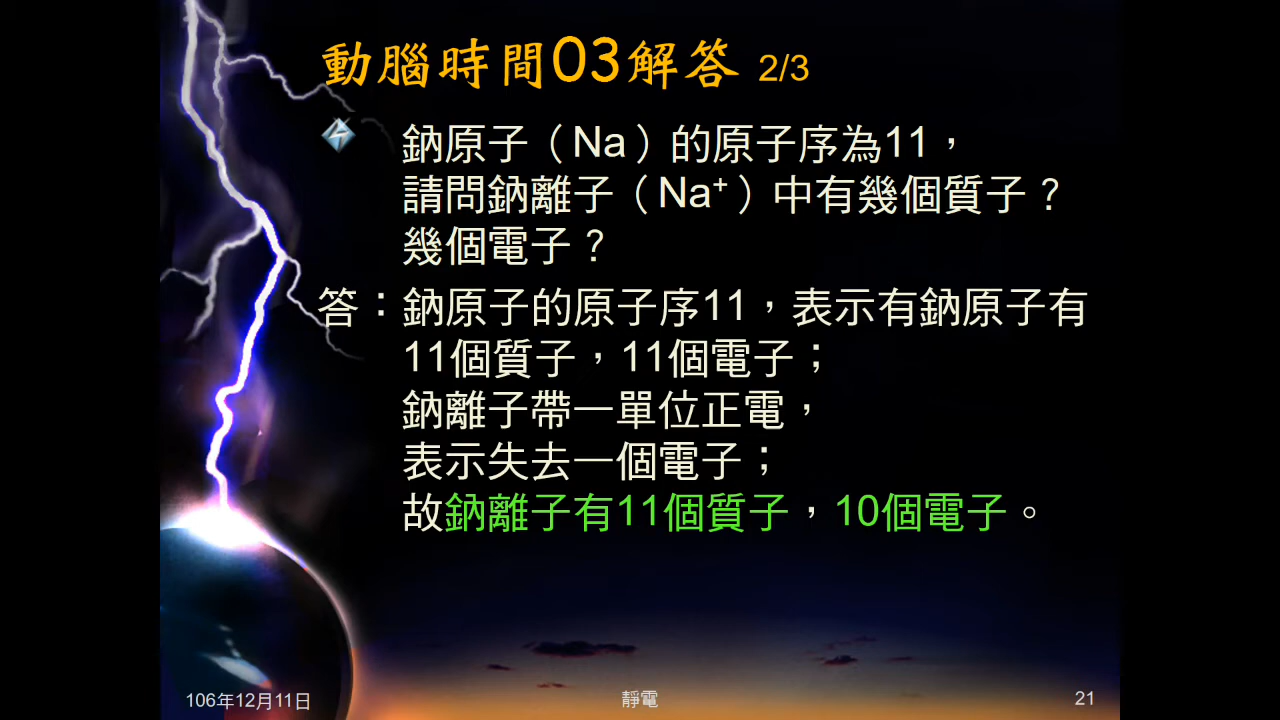 動腦時間03解答 2/3
鈉原子（Na）的原子序為11，
請問鈉離子（Na⁺）中有幾個質子？
幾個電子？
答：鈉原子的原子序11，表示有鈉原子有
11個質子，11個電子；
鈉離子帶一單位正電，
表示失去一個電子；
故鈉離子有11個質子，10個電子。
106年12月11日
靜電
21